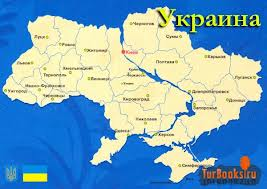 Украина
Чернигов
Луцк
Ровно
Житомир
Киев
Сумы
Львов
Полтава
Харьков
Тернополь
Хмельницкий
Черкассы
Ужгород
Винница
Ивано-Франковск
Черновцы
Кировоград
Днепропетровск
Донецк
Запорожье
Николаев
Одесса
Херсон
Симферополь
TurBooks.ru